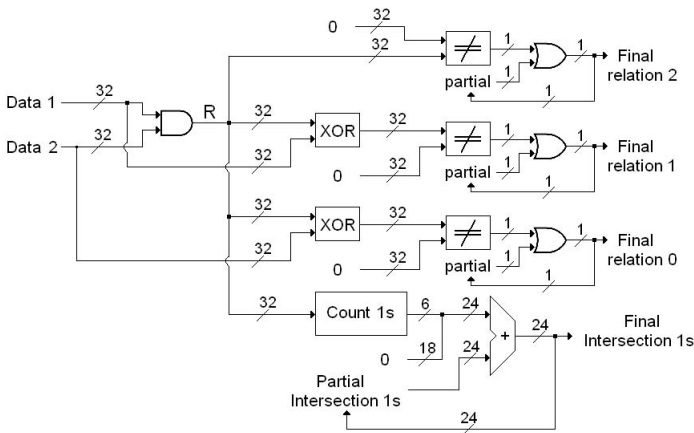 0
32
32
1
1
Final
relation 2
partial
1
1
Data 1
32
R
32
XOR
32
1
1
Final
relation 1
Data 2
32
32
0
32
partial
1
1
32
XOR
32
1
1
Final
relation 0
32
0
32
partial
1
1
32
Count 1s
6
24
24
Final
Intersection 1s
+
0
18
24
Partial
Intersection 1s
24